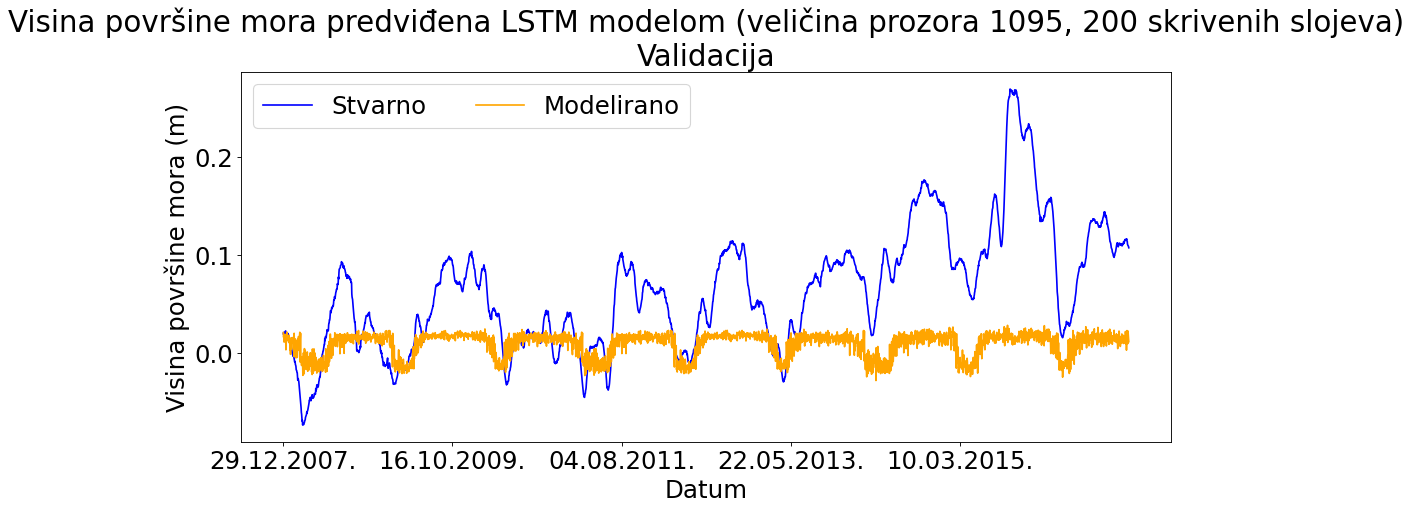 Visina površine mora predviđena LSTM modelom (veličina prozora 1095, 200 skrivenih slojeva)
Validacija
Stvarno
Modelirano
Visina površine mora (m)
0.2
0.1
0.0
29.12.2007.
16.10.2009.
04.08.2011.
22.05.2013.
10.03.2015.
Datum